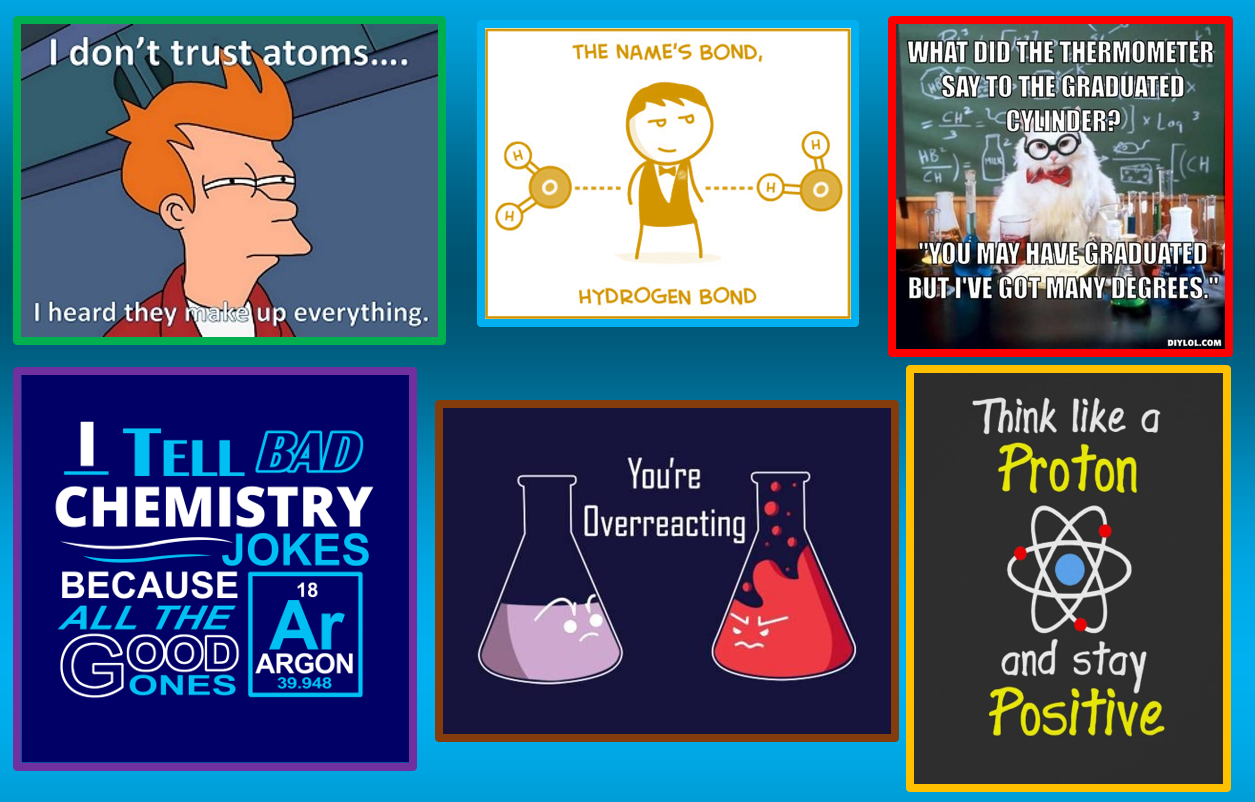 I don't trust atoms....
I heard they make up everything.
THE NAME'S BOND,
H
H
O
H
H
O
HYDROGEN BOND
WHAT DID THE THERMOMETER
SAY TO THE GRADUATED
CYLINDER?
"YOU MAY HAVE GRADUATED
BUT I'VE GOT MANY DEGREES."
MILK
DIYLOL.COM
I TELL BAD
CHEMISTRY
JOKES
BECAUSE
ALL THE
GOOD
ONES
18
Ar
ARGON
39.948
You're
Overreacting
Think like a
Proton
and stay
Positive